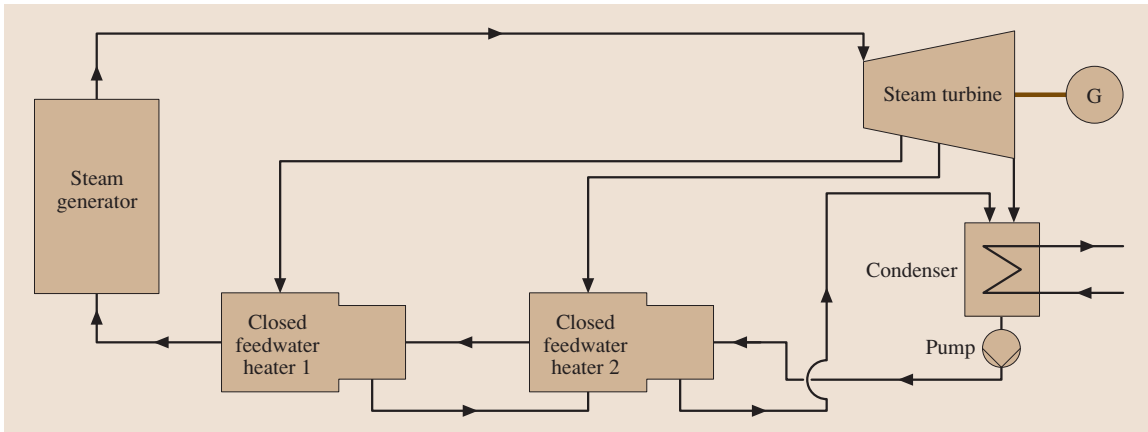 Steam turbine
G
Steam
generator
Condenser
Closed
feedwater
heater 1
Closed
feedwater
heater 2
Pump